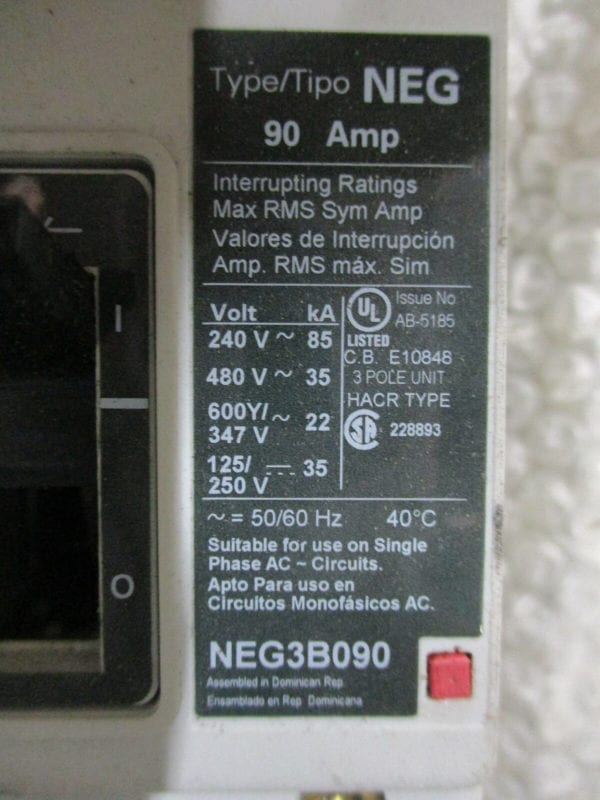 Type/Tipo NEG
90 Amp
Interrupting Ratings
Max RMS Sym Amp
Valores de Interrupción
Amp. RMS máx. Sim
Volt kA
240 V ~ 85
480 V ~ 35
600Y/ ~ 22
347 V
125/ 35
250 V
UL Issue No
AB-5185
LISTED
C.B. E10848
3 POLE UNIT
HACR TYPE
SA 228893
~ = 50/60 Hz 40°C
Suitable for use on Single
Phase AC ~ Circuits.
Apto Para uso en
Circuitos Monofásicos AC.
NEG3B090
Assembled in Dominican Rep
Ensamblado en Rep Dominicana
I
O